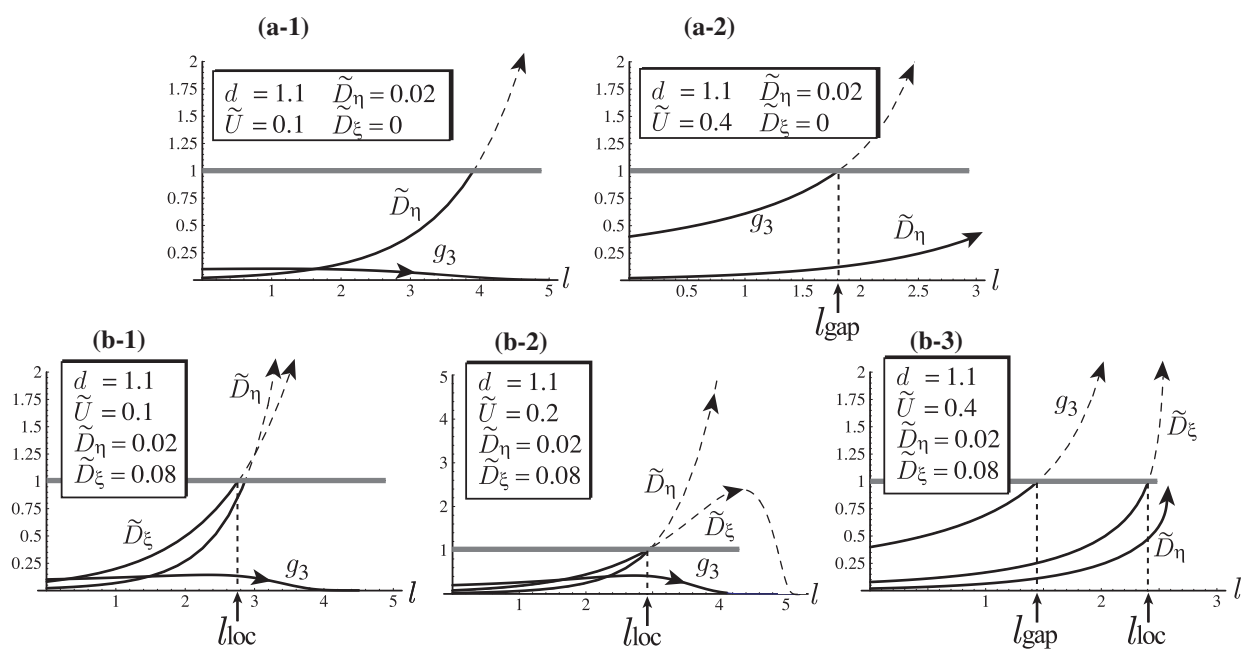 (a-1)
2
1.75
1.5
1.25
1
0.75
0.5
0.25
d = 1.1 D̃η = 0.02
Ũ = 0.1 D̃ξ = 0
D̃η
g3
1 2 3 4 5 l
(a-2)
2
1.75
1.5
1.25
1
0.75
0.5
0.25
d = 1.1 D̃η = 0.02
Ũ = 0.4 D̃ξ = 0
g3
D̃η
0.5 1 1.5 2 2.5 3 l
lgap
(b-1)
2
1.75
1.5
1.25
1
0.75
0.5
0.25
d = 1.1
Ũ = 0.1
D̃η = 0.02
D̃ξ = 0.08
D̃η
D̃ξ
g3
1 2 3 4 5 l
lloc
(b-2)
5
4
3
2
1
d = 1.1
Ũ = 0.2
D̃η = 0.02
D̃ξ = 0.08
D̃η
D̃ξ
g3
1 2 3 4 5 l
lloc
(b-3)
2
1.75
1.5
1.25
1
0.75
0.5
0.25
d = 1.1
Ũ = 0.4
D̃η = 0.02
D̃ξ = 0.08
g3
D̃ξ
D̃η
1 2 3 l
lgap lloc